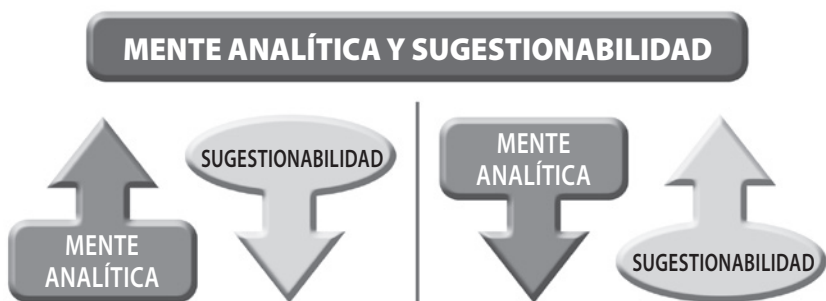 MENTE ANALÍTICA Y SUGESTIONABILIDAD
MENTE
ANALÍTICA
SUGESTIONABILIDAD
MENTE
ANALÍTICA
SUGESTIONABILIDAD